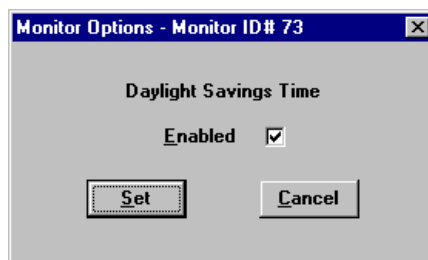 Monitor Options - Monitor ID# 73
Daylight Savings Time
Enabled
Set
Cancel